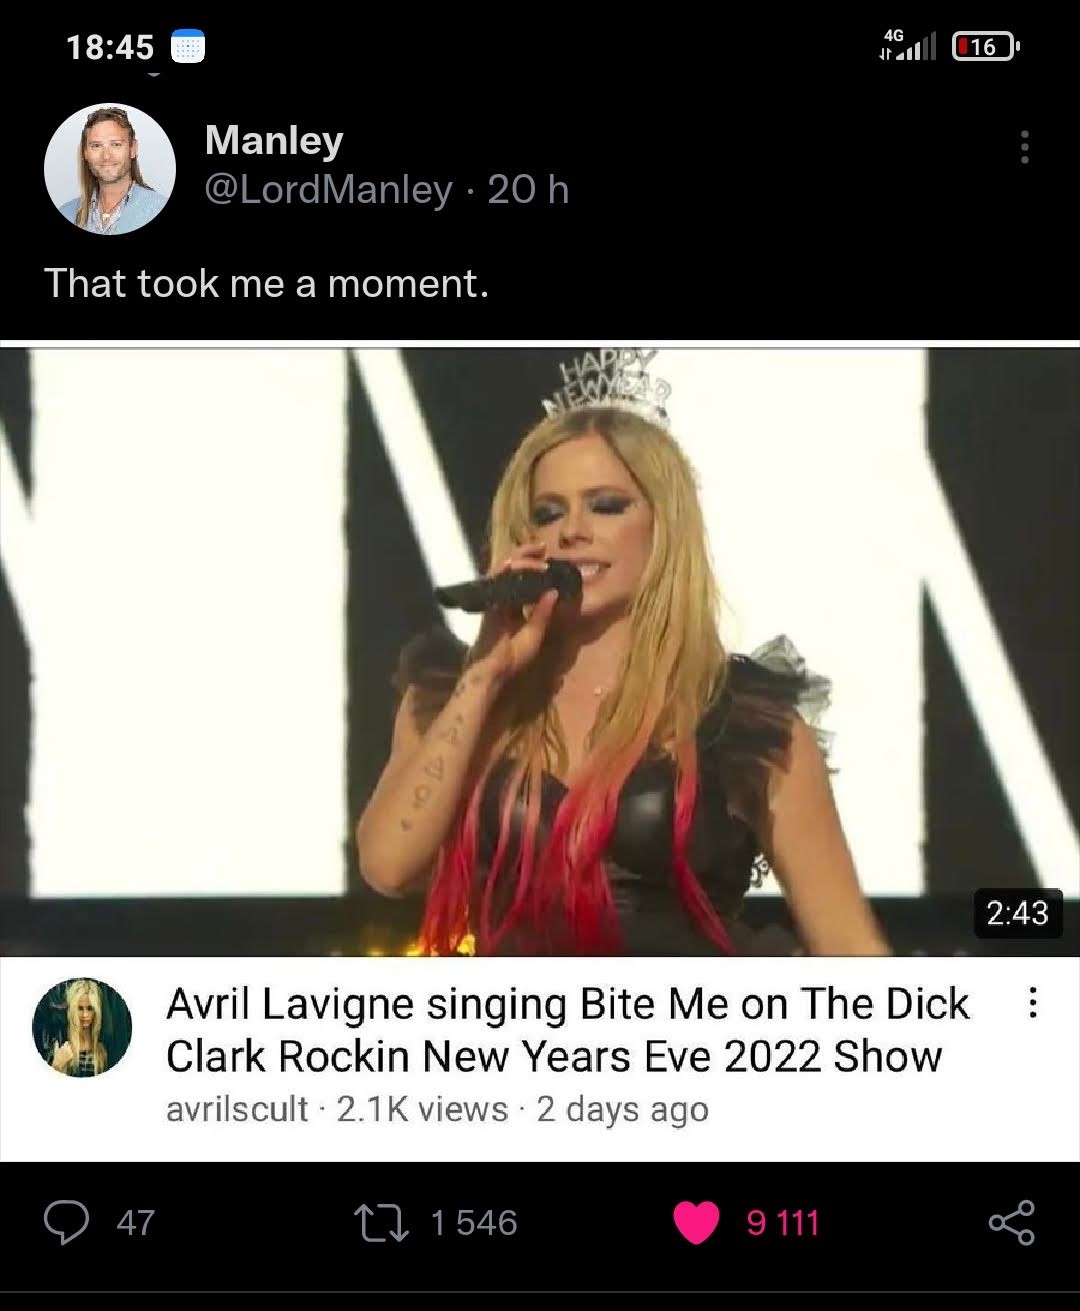 18:45
4G
16
Manley
@LordManley · 20 h
That took me a moment.
HAPPY
NEW YEAR
2:43
Avril Lavigne singing Bite Me on The Dick
Clark Rockin New Years Eve 2022 Show
avrilscult · 2.1K views · 2 days ago
47
1 546
9 111